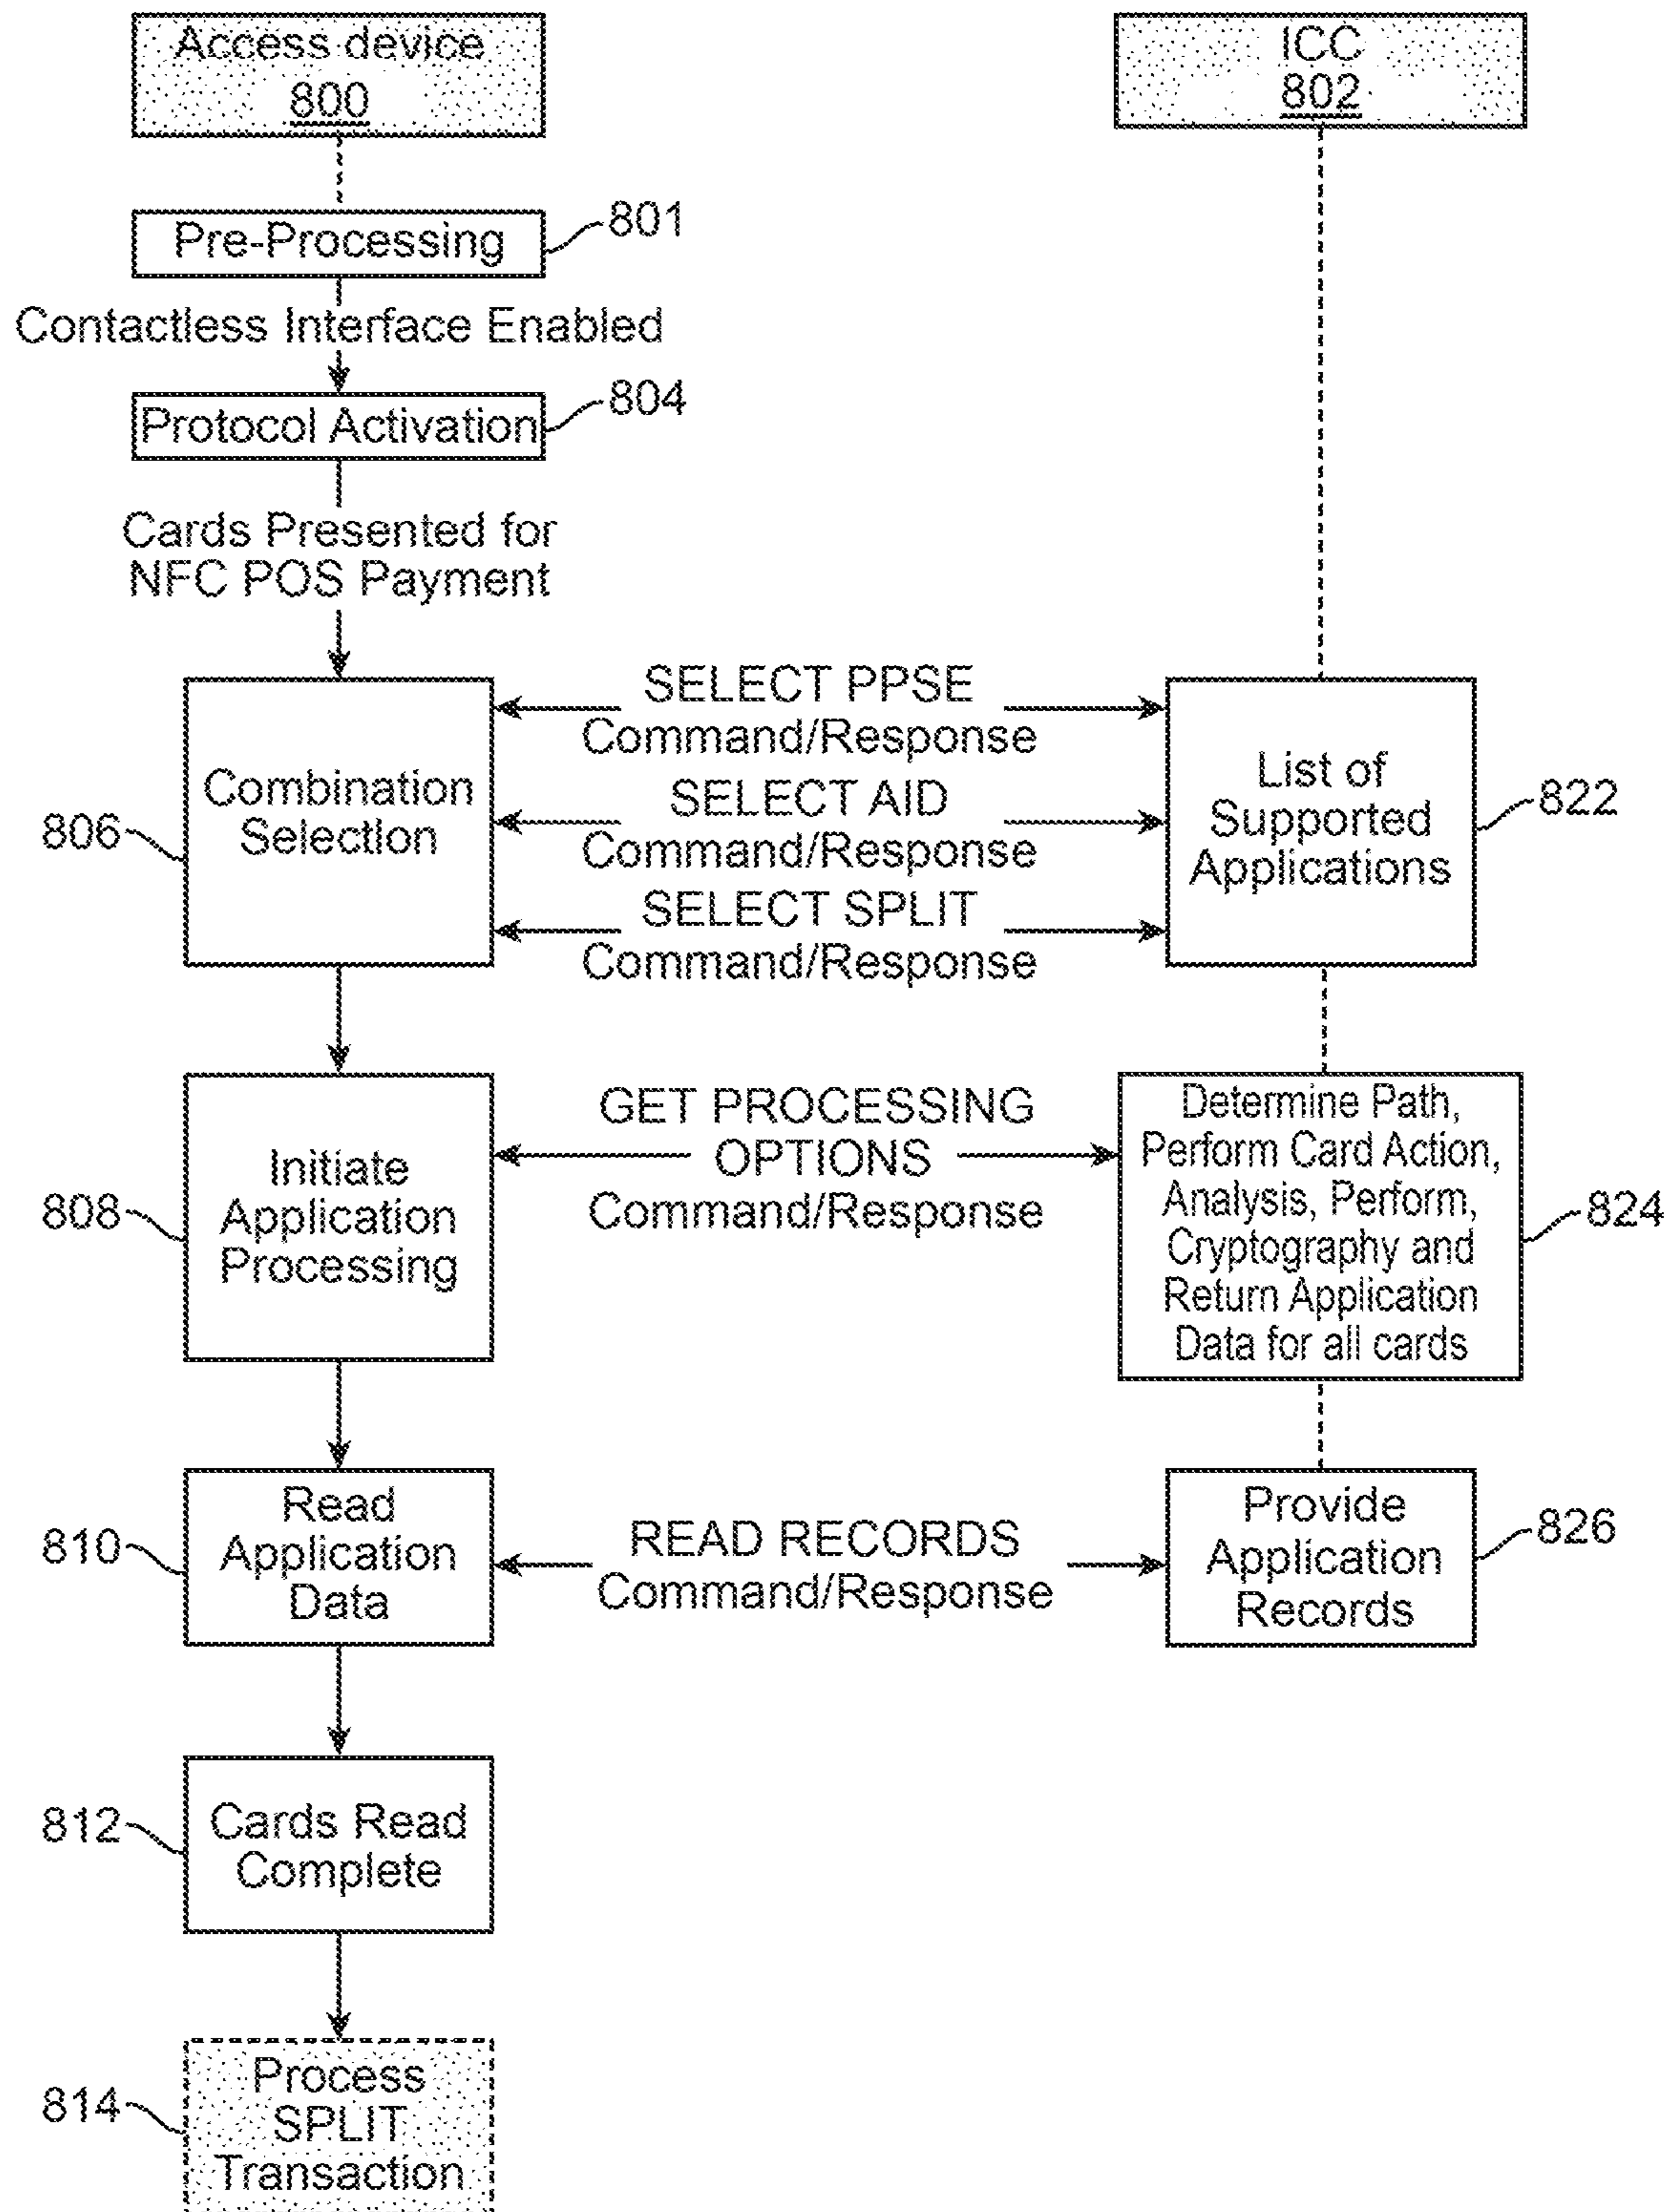 Access device
800
ICC
802
Pre-Processing
801
Contactless Interface Enabled
Protocol Activation
804
Cards Presented for
NFC POS Payment
806
Combination
Selection
SELECT PPSE
Command/Response
SELECT AID
Command/Response
SELECT SPLIT
Command/Response
List of
Supported
Applications
822
808
Initiate
Application
Processing
GET PROCESSING
OPTIONS
Command/Response
Determine Path,
Perform Card Action,
Analysis, Perform,
Cryptography and
Return Application
Data for all cards
824
810
Read
Application
Data
READ RECORDS
Command/Response
Provide
Application
Records
826
812
Cards Read
Complete
814
Process
SPLIT
Transaction